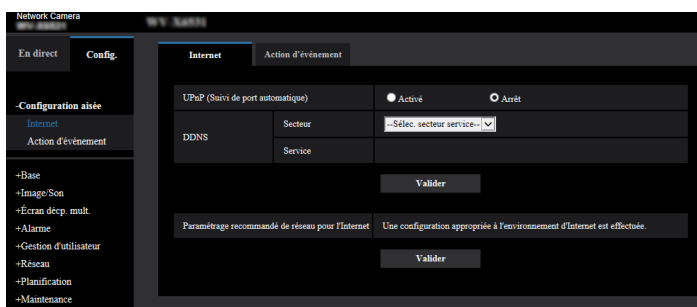 Network Camera
En direct
Config.
-Configuration aisée
Internet
Action d'événement
+Base
+Image/Son
+Écran décp. mult.
+Alarme
+Gestion d'utilisateur
+Réseau
+Planification
+Maintenance
Internet
Action d'événement
UPnP (Suivi de port automatique)
Activé
Arrêt
DDNS
Secteur
--Sélec. secteur service--
Service
Valider
Paramétrage recommandé de réseau pour l'Internet
Une configuration appropriée à l'environnement d'Internet est effectuée.
Valider